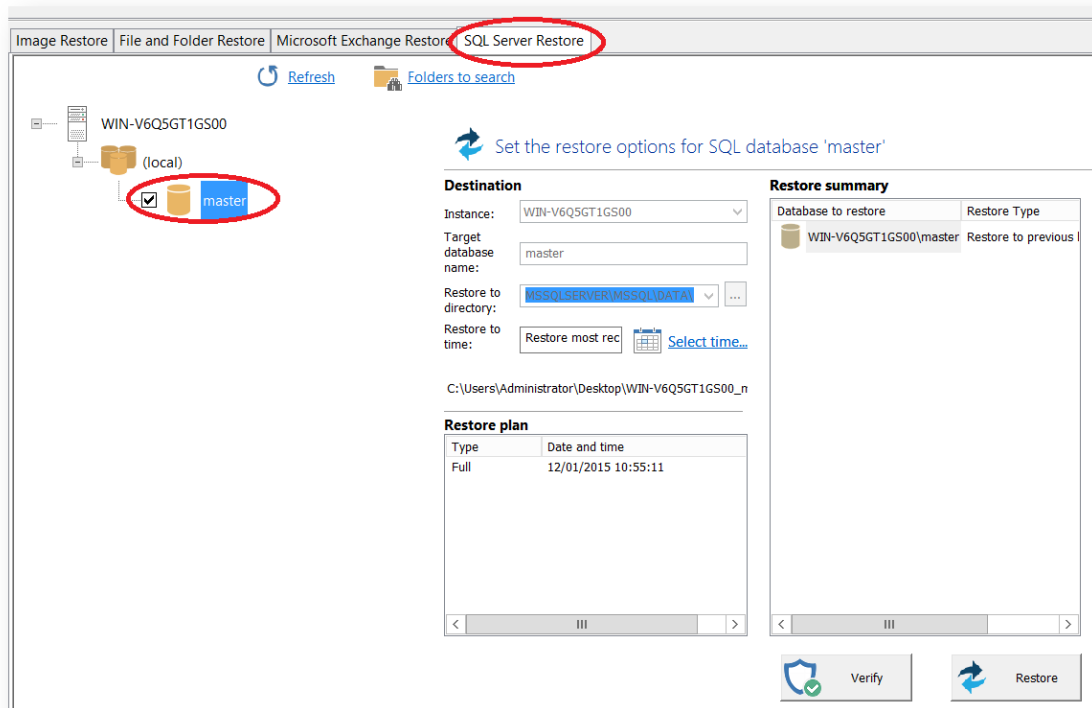 Image Restore File and Folder Restore Microsoft Exchange Restore SQL Server Restore
Refresh Folders to search
WIN-V6Q5GT1GS00
(local)
master
Set the restore options for SQL database 'master'
Destination
Instance: WIN-V6Q5GT1GS00
Target
database
name:
master
Restore to
directory:
MSSQLSERVER\MSSQL\DATA\
...
Restore to
time:
Restore most rec
Select time...
C:\Users\Administrator\Desktop\WIN-V6Q5GT1GS00_m
Restore plan
Type Date and time
Full 12/01/2015 10:55:11
Restore summary
Database to restore Restore Type
WIN-V6Q5GT1GS00\master Restore to previous l
Verify Restore